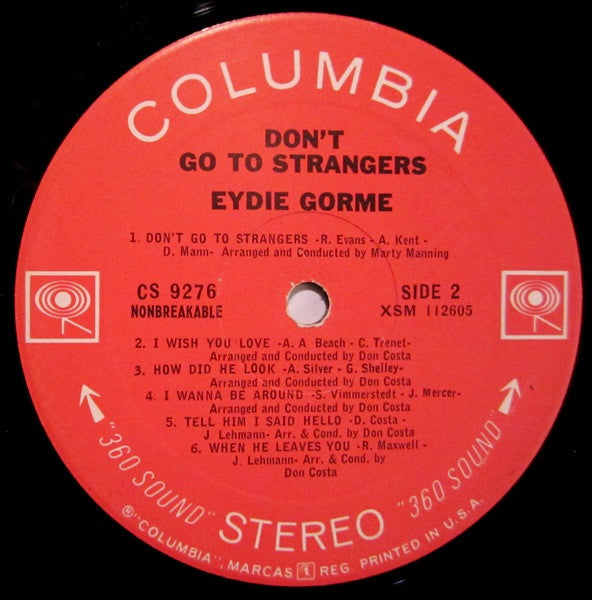 COLUMBIA
DON'T
GO TO STRANGERS
EYDIE GORME
1. DON'T GO TO STRANGERS -R. Evans - A. Kent -
D. Mann- Arranged and Conducted by Marty Manning
CS 9276
NONBREAKABLE
SIDE 2
XSM 112605
2. I WISH YOU LOVE -A. A Beach - C. Trenet-
Arranged and Conducted by Don Costa
3. HOW DID HE LOOK -A. Silver - G. Shelley-
Arranged and Conducted by Don Costa
4. I WANNA BE AROUND -S. Vimmerstedt - J. Mercer-
Arranged and Conducted by Don Costa
5. TELL HIM I SAID HELLO -D. Costa -
J. Lehmann- Arr. & Cond. by Don Costa
6. WHEN HE LEAVES YOU -R. Maxwell -
J. Lehmann- Arr. & Cond. by
Don Costa
"360 SOUND" STEREO "360 SOUND"
®"COLUMBIA", MARCAS REG. PRINTED IN U.S.A.